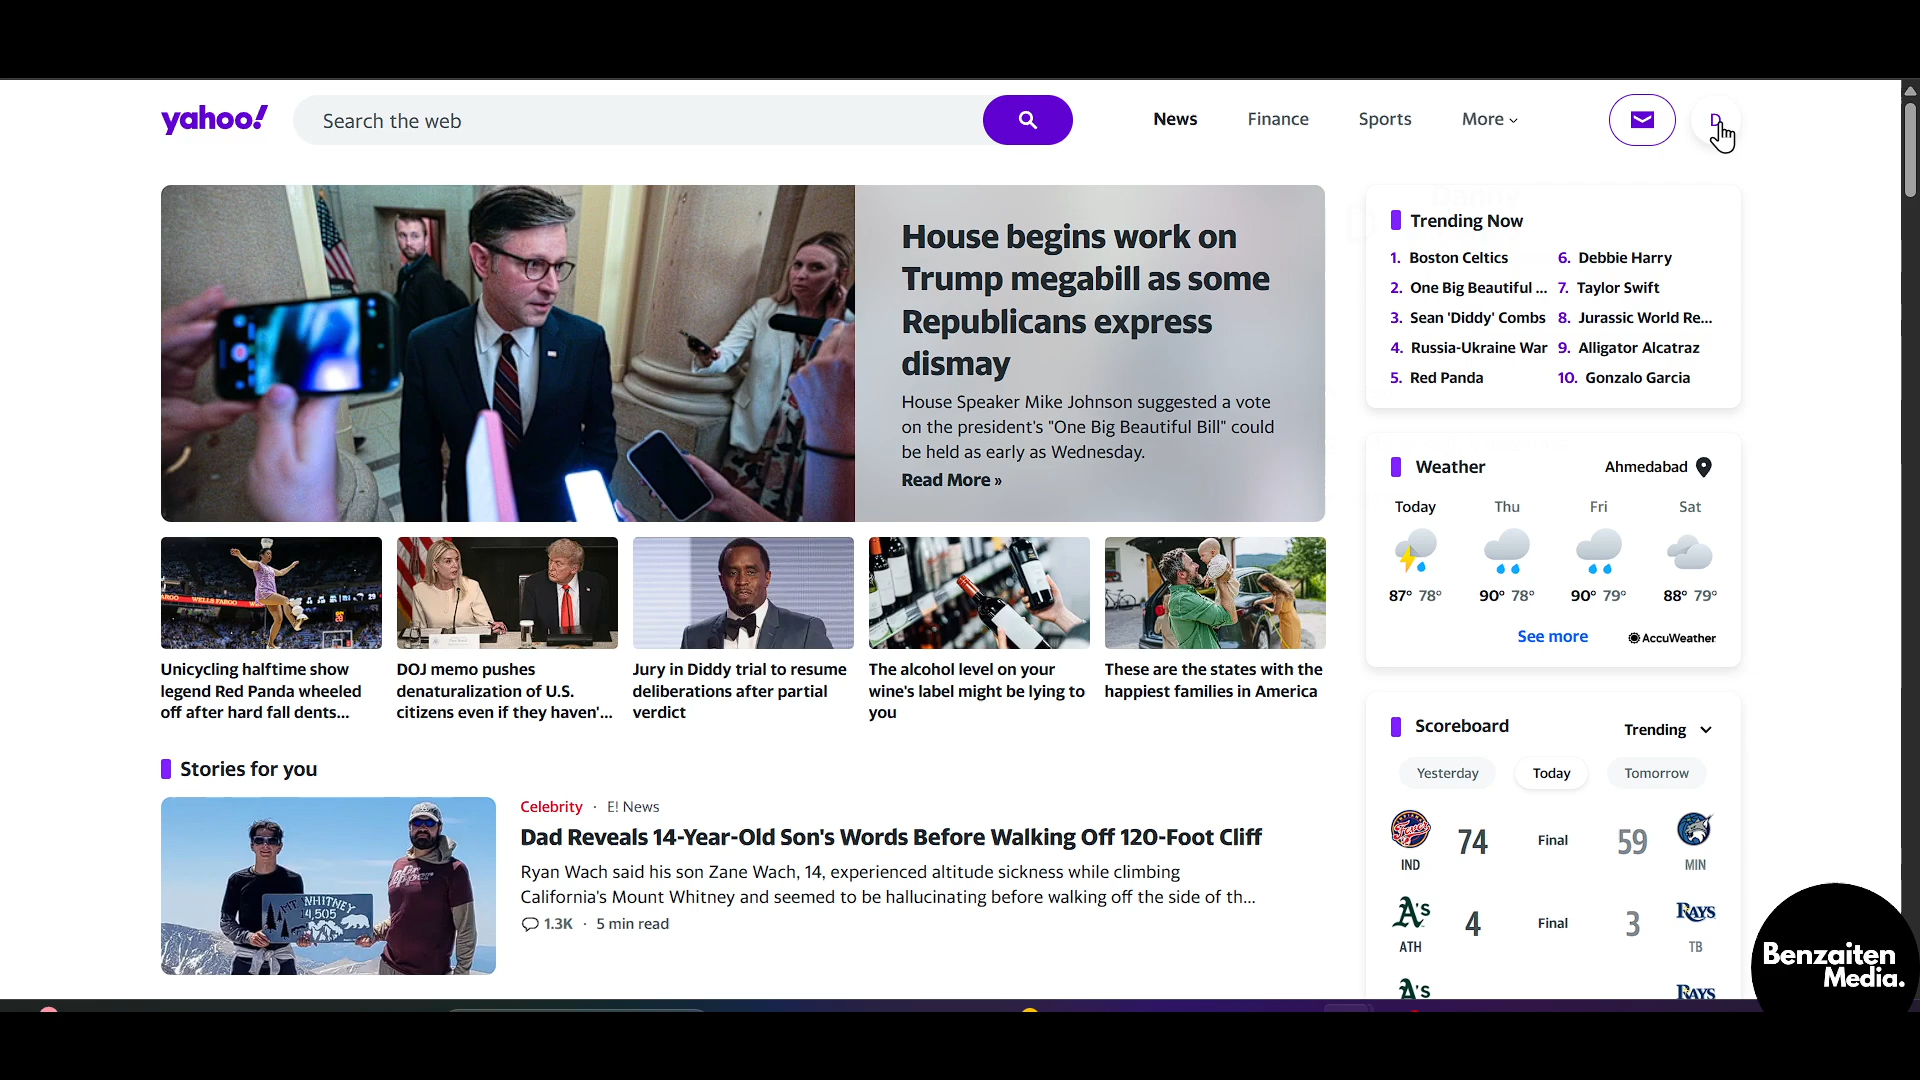 yahoo!
Search the web
News
Finance
Sports
More
D
House begins work on
Trump megabill as some
Republicans express
dismay
House Speaker Mike Johnson suggested a vote
on the president's "One Big Beautiful Bill" could
be held as early as Wednesday.
Read More »
Unicycling halftime show
legend Red Panda wheeled
off after hard fall dents...
DOJ memo pushes
denaturalization of U.S.
citizens even if they haven'...
Jury in Diddy trial to resume
deliberations after partial
verdict
The alcohol level on your
wine's label might be lying to
you
These are the states with the
happiest families in America
Stories for you
MT. WHITNEY
Celebrity · E! News
Dad Reveals 14-Year-Old Son's Words Before Walking Off 120-Foot Cliff
Ryan Wach said his son Zane Wach, 14, experienced altitude sickness while climbing
California's Mount Whitney and seemed to be hallucinating before walking off the side of th...
1.3K · 5 min read
Trending Now
1. Boston Celtics
2. One Big Beautiful ...
3. Sean 'Diddy' Combs
4. Russia-Ukraine War
5. Red Panda
6. Debbie Harry
7. Taylor Swift
8. Jurassic World Re...
9. Alligator Alcatraz
10. Gonzalo Garcia
Weather
Ahmedabad
Today Thu Fri Sat
87° 78° 90° 78° 90° 79° 88° 79°
See more
AccuWeather
Scoreboard
Trending
Yesterday Today Tomorrow
74 Final 59
IND MIN
A's 4 Final 3 RAYS
ATH TB
A's RAYS
Benzaiten
Media.